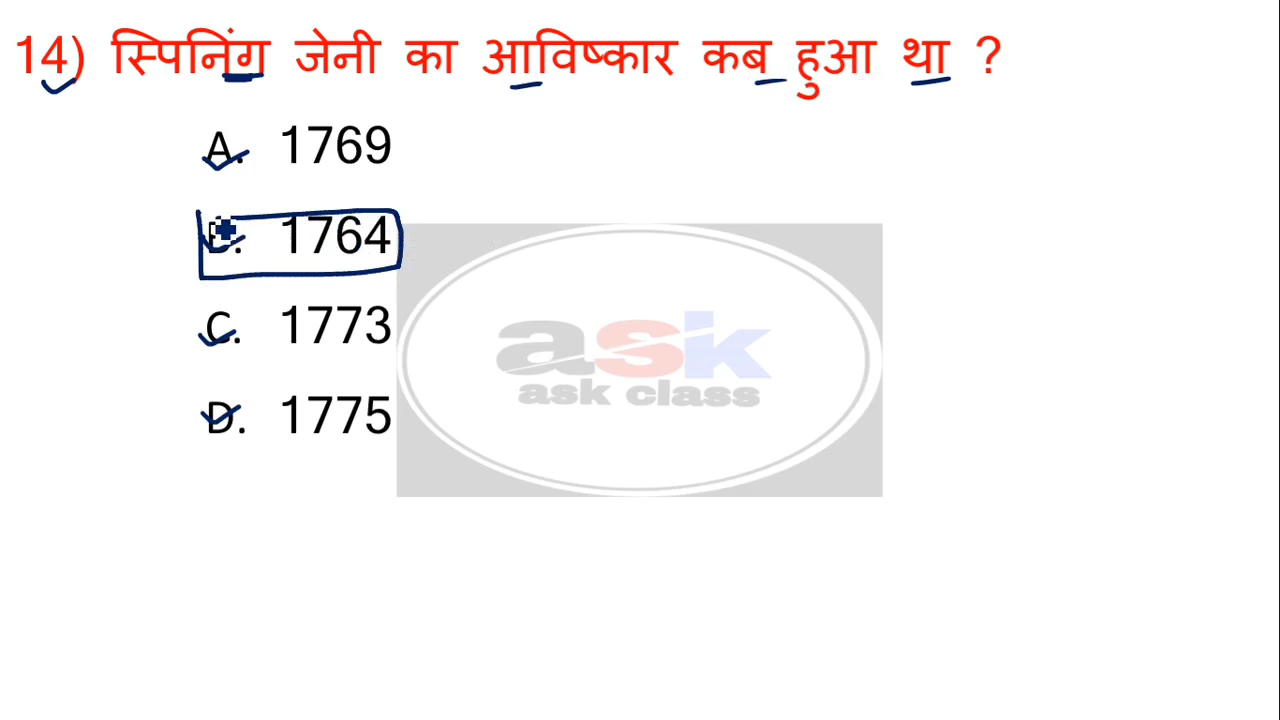 14) स्पिनिंग जेनी का आविष्कार कब हुआ था ?
A. 1769
B. 1764
C. 1773
D. 1775
ask
ask class